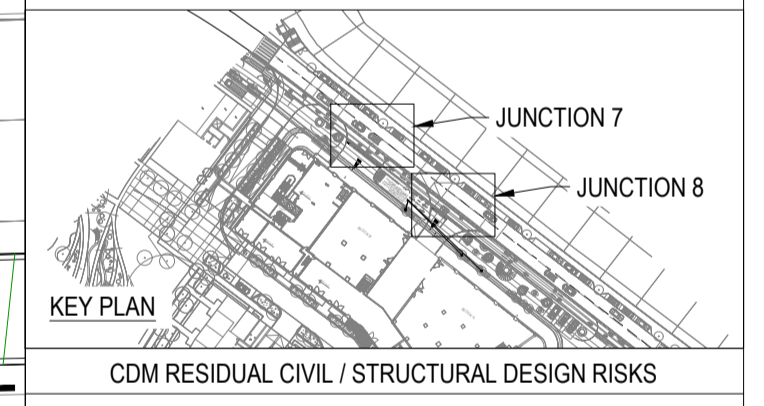 JUNCTION 7
JUNCTION 8
KEY PLAN
CDM RESIDUAL CIVIL / STRUCTURAL DESIGN RISKS